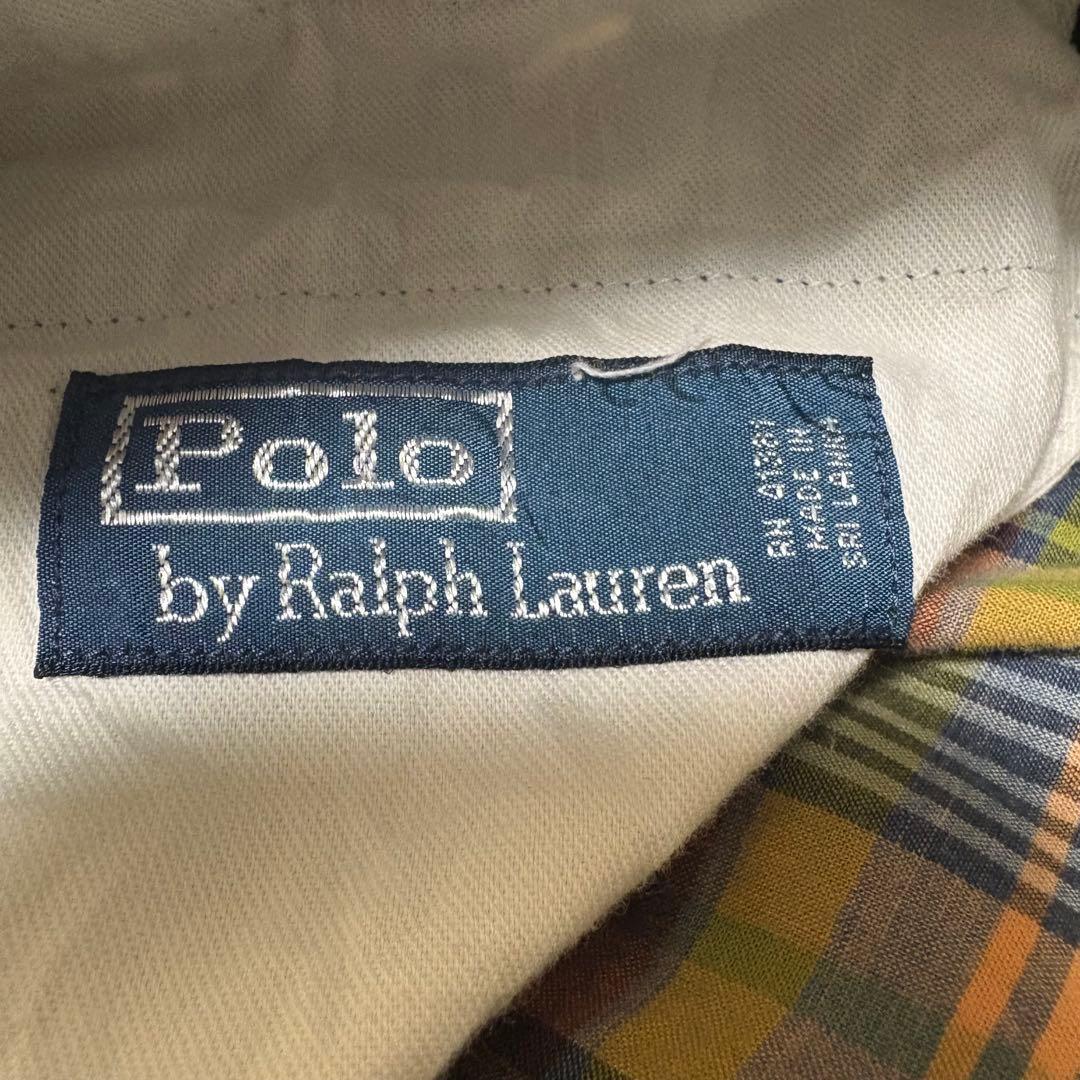 Polo
by Ralph Lauren
RN 41381
MADE IN
SRI LANKA